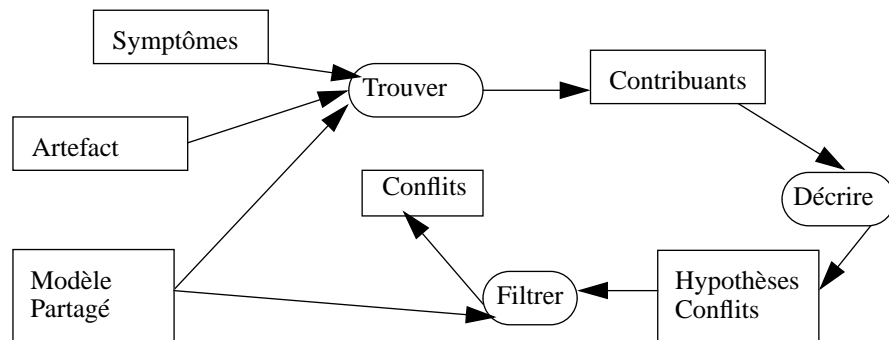 Symptômes
Trouver
Contribuants
Artefact
Conflits
Décrire
Modèle
Partagé
Filtrer
Hypothèses
Conflits